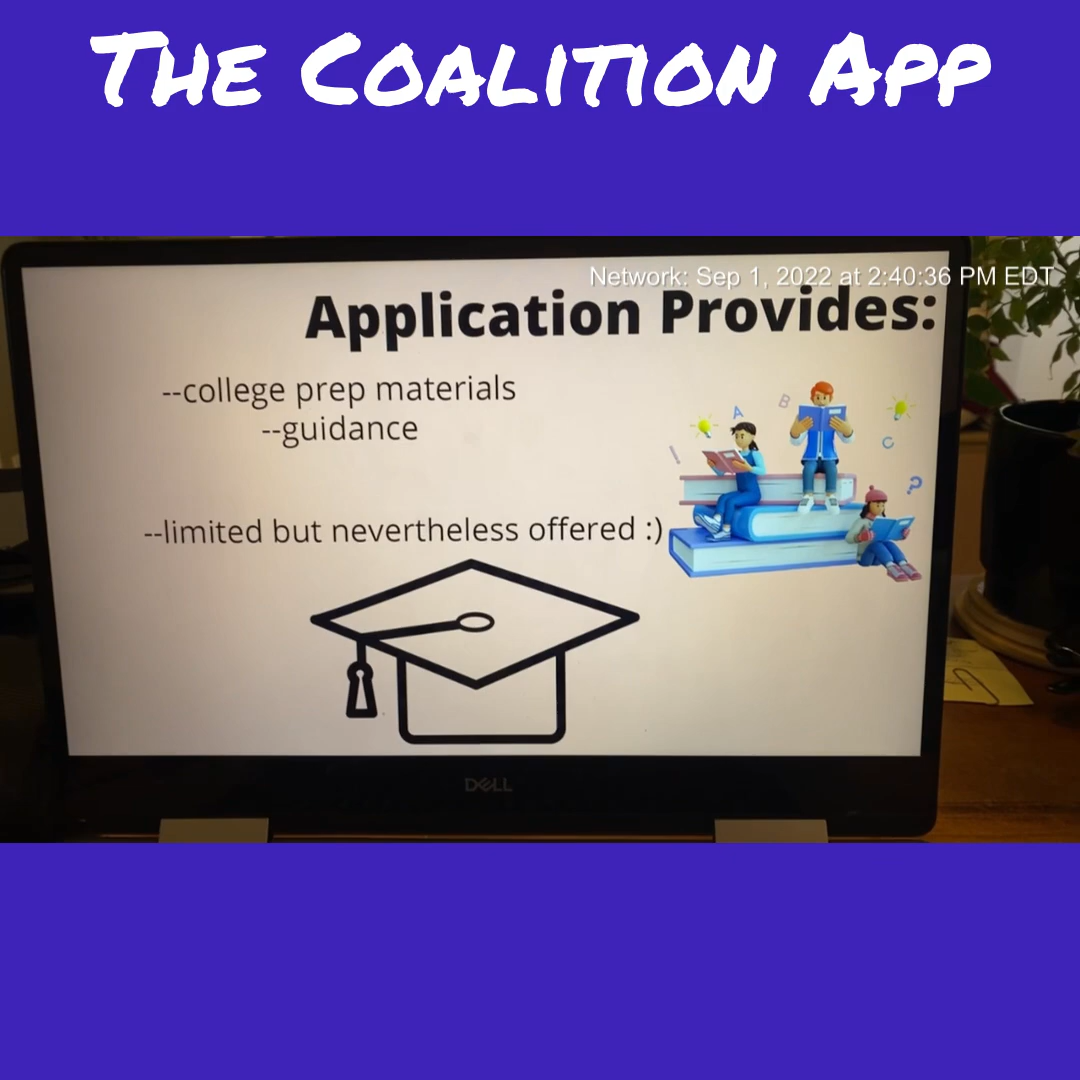 The Coalition App
Network: Sep 1, 2022 at 2:40:36 PM EDT
Application Provides:
--college prep materials
--guidance
--limited but nevertheless offered :)
A
B
C
!
?
DELL